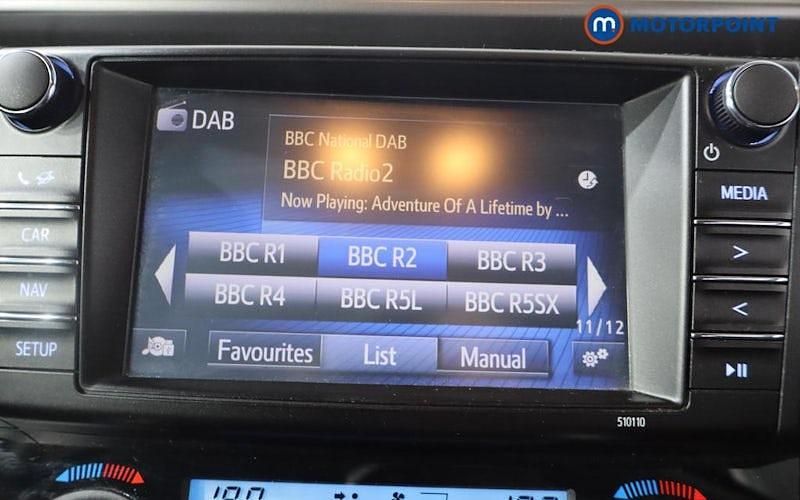 m MOTORPOINT
DAB
BBC National DAB
BBC Radio2
Now Playing: Adventure Of A Lifetime by ...
MEDIA
CAR
BBC R1 BBC R2 BBC R3
>
NAV
BBC R4 BBC R5L BBC R5SX
<
11/12
SETUP
Favourites List Manual
510110